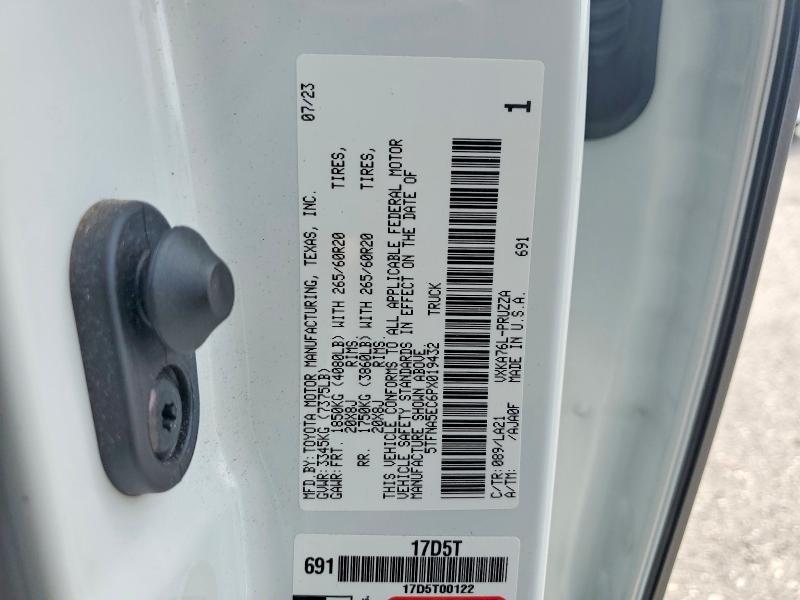 MFD.BY:TOYOTA MOTOR MANUFACTURING, TEXAS, INC. 07/23
GVWR:3345KG (7375LB)
GAWR:FRT. 1850KG (4080LB) WITH 265/60R20 TIRES,
20X8J RIMS,
RR. 1750KG (3860LB) WITH 265/60R20 TIRES,
20X8J RIMS.
THIS VEHICLE CONFORMS TO ALL APPLICABLE FEDERAL MOTOR
VEHICLE SAFETY STANDARDS IN EFFECT ON THE DATE OF
MANUFACTURE SHOWN ABOVE.
5TFNA5EC6PX019432 TRUCK
C/TR:089/LA21 VXKA76L-PRUZZA 691
A/TM: /AJA0F MADE IN U.S.A. 1
17D5T
691
17D5T00122